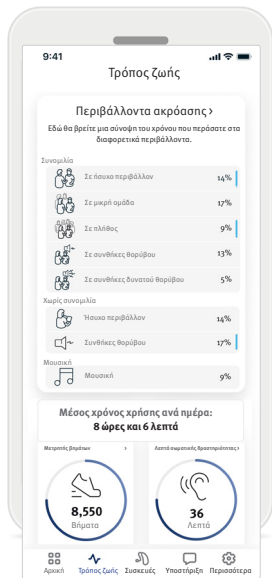 9:41
Τρόπος ζωής
Περιβάλλοντα ακρόασης ›
Εδώ θα βρείτε μια σύνοψη του χρόνου που περάσατε στα
διαφορετικά περιβάλλοντα.
Συνομιλία
Σε ήσυχο περιβάλλον 14%
Σε μικρή ομάδα 17%
Σε πλήθος 9%
Σε συνθήκες θορύβου 13%
Σε συνθήκες δυνατού θορύβου 5%
Χωρίς συνομιλία
Ήσυχο περιβάλλον 14%
Συνθήκες θορύβου 17%
Μουσική
Μουσική 9%
Μέσος χρόνος χρήσης ανά ημέρα:
8 ώρες και 6 λεπτά
Μετρητής βημάτων › Λεπτά σωματικής δραστηριότητας ›
8,550 36
Βήματα Λεπτά
Αρχική Τρόπος ζωής Συσκευές Υποστήριξη Περισσότερα